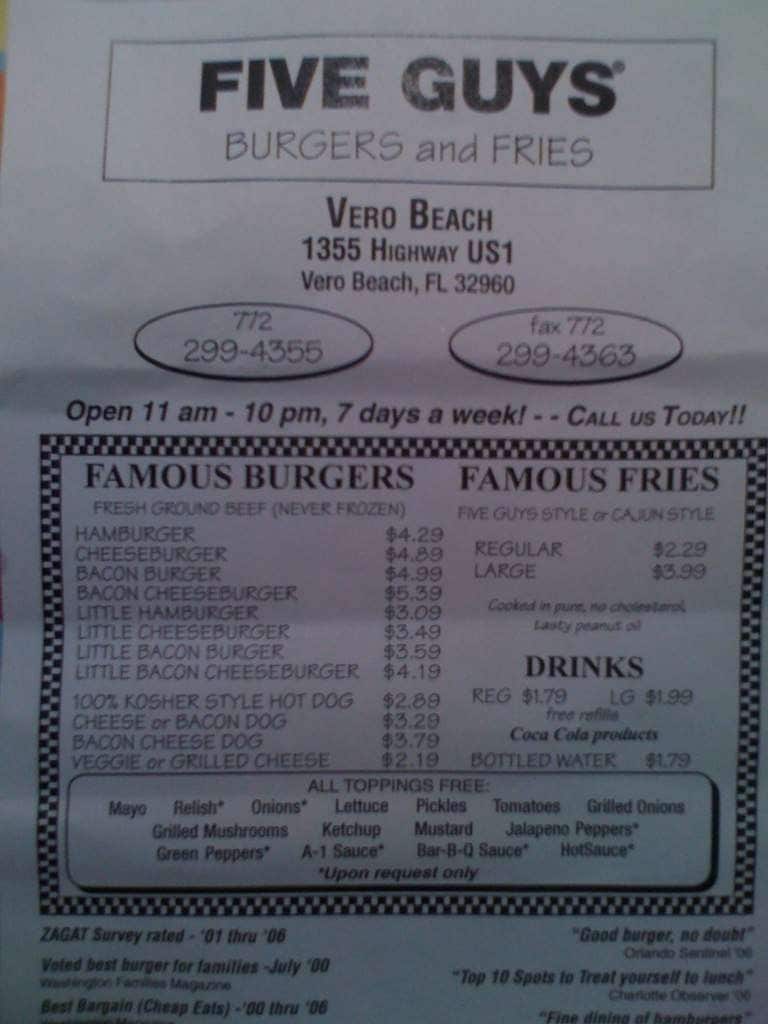 FIVE GUYS®
BURGERS and FRIES
VERO BEACH
1355 HIGHWAY US1
Vero Beach, FL 32960
772
299-4355
fax 772
299-4363
Open 11 am - 10 pm, 7 days a week! - - CALL US TODAY!!
FAMOUS BURGERS
FRESH GROUND BEEF (NEVER FROZEN)
HAMBURGER $4.29
CHEESEBURGER $4.89
BACON BURGER $4.99
BACON CHEESEBURGER $5.39
LITTLE HAMBURGER $3.09
LITTLE CHEESEBURGER $3.49
LITTLE BACON BURGER $3.59
LITTLE BACON CHEESEBURGER $4.19
100% KOSHER STYLE HOT DOG $2.89
CHEESE or BACON DOG $3.29
BACON CHEESE DOG $3.79
VEGGIE or GRILLED CHEESE $2.19
FAMOUS FRIES
FIVE GUYS STYLE or CAJUN STYLE
REGULAR $2.29
LARGE $3.99
Cooked in pure, no cholesterol,
tasty peanut oil
DRINKS
REG $1.79 LG $1.99
free refills
Coca Cola products
BOTTLED WATER $1.79
ALL TOPPINGS FREE:
Mayo Relish* Onions* Lettuce Pickles Tomatoes Grilled Onions
Grilled Mushrooms Ketchup Mustard Jalapeno Peppers*
Green Peppers* A-1 Sauce* Bar-B-Q Sauce* HotSauce*
*Upon request only
ZAGAT Survey rated - '01 thru '06
Voted best burger for families -July '00
Washington Families Magazine
Best Bargain (Cheap Eats) -'00 thru '06
"Good burger, no doubt"
Orlando Sentinel '06
"Top 10 Spots to Treat yourself to lunch"
Charlotte Observer '06
"Fine dining of hamburgers"